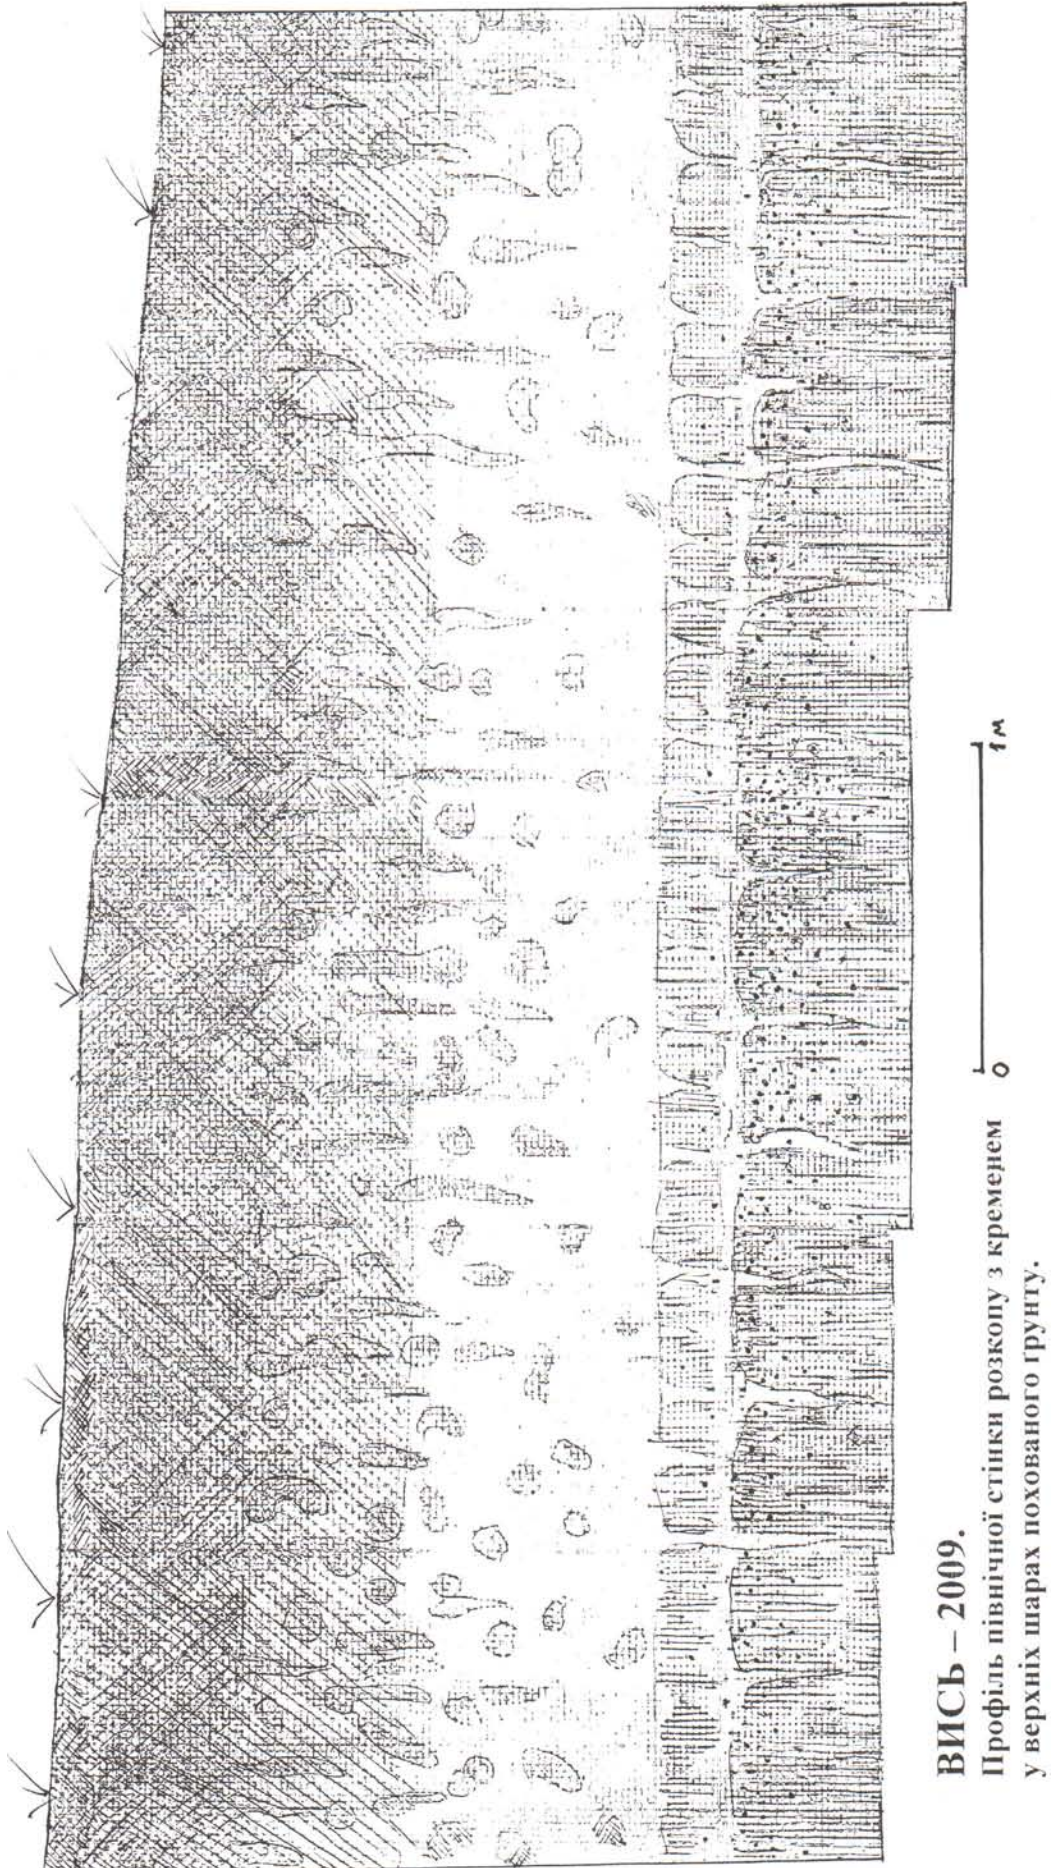 ВИСЬ – 2009.
Профіль північної стінки розкопу з кременем
у верхніх шарах похованого ґрунту.
0 1м